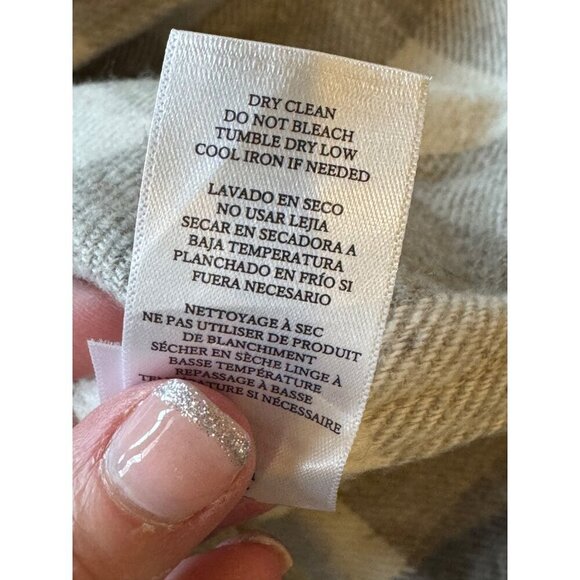 DRY CLEAN
DO NOT BLEACH
TUMBLE DRY LOW
COOL IRON IF NEEDED
LAVADO EN SECO
NO USAR LEJIA
SECAR EN SECADORA A
BAJA TEMPERATURA
PLANCHADO EN FRÍO SI
FUERA NECESARIO
NETTOYAGE À SEC
NE PAS UTILISER DE PRODUIT
DE BLANCHIMENT
SÉCHER EN SÈCHE LINGE À
BASSE TEMPÉRATURE
REPASSAGE À BASSE
TEMPÉRATURE SI NÉCESSAIRE